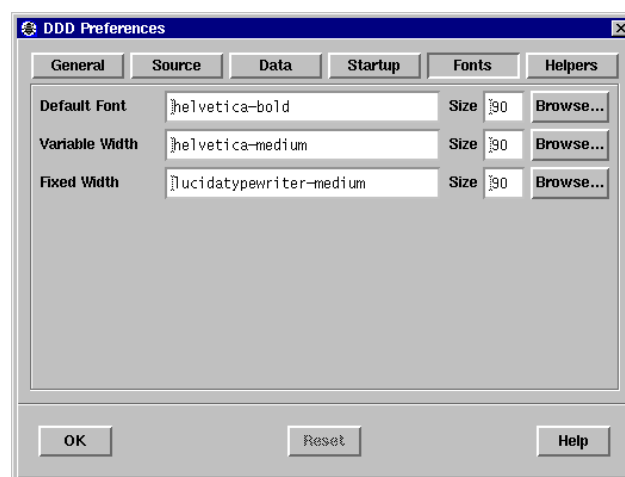 DDD Preferences
General Source Data Startup Fonts Helpers
Default Font helvetica-bold Size 90 Browse...
Variable Width helvetica-medium Size 90 Browse...
Fixed Width lucidatypewriter-medium Size 90 Browse...
OK Reset Help